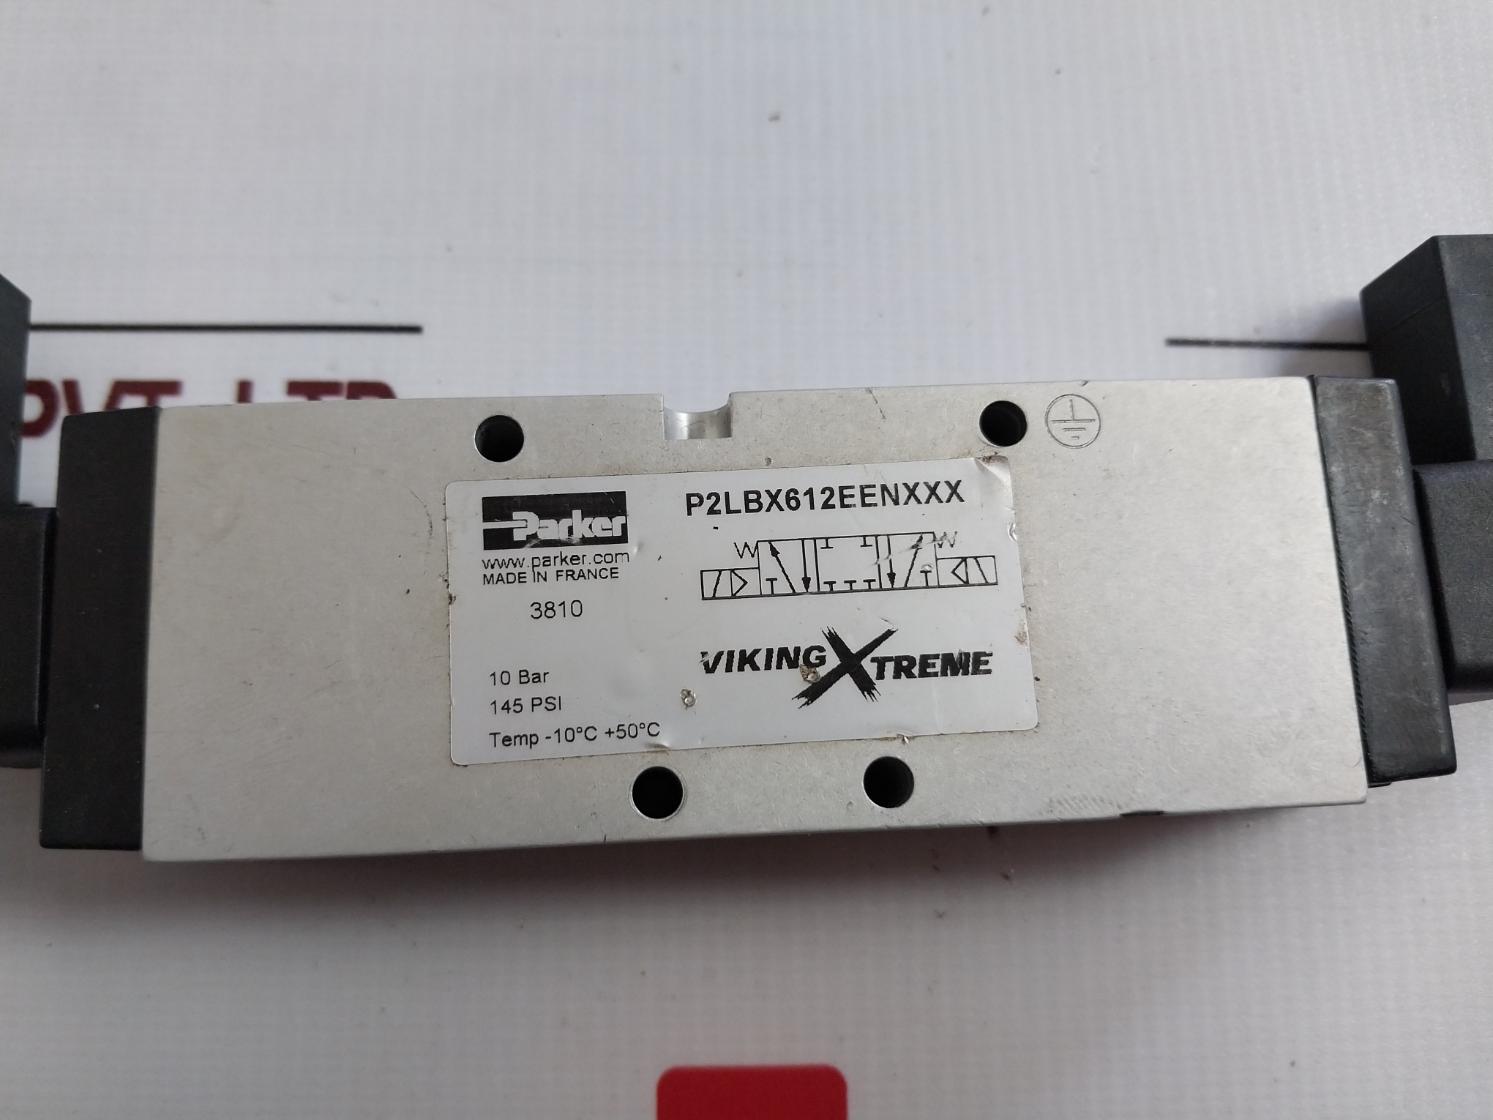 PVT. LTD
Parker
www.parker.com
MADE IN FRANCE
3810
10 Bar
145 PSI
Temp -10°C +50°C
P2LBX612EENXXX
VIKING XTREME